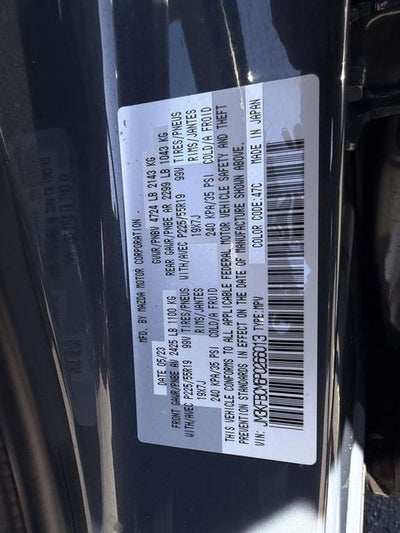 MFD. BY MAZDA MOTOR CORPORATION
DATE 05/23 GVWR/PNBV 4724 LB 2143 KG
FRONT GAWR/PNBE AV 2425 LB 1100 KG REAR GAWR/PNBE AR 2299 LB 1043 KG
WITH/AVEC P225/55R19 99V TIRES/PNEUS WITH/AVEC P225/55R19 99V TIRES/PNEUS
19X7J RIMS/JANTES 19X7J RIMS/JANTES
240 KPA/35 PSI COLD/A FROID 240 KPA/35 PSI COLD/A FROID
THIS VEHICLE CONFORMS TO ALL APPLICABLE FEDERAL MOTOR VEHICLE SAFETY AND THEFT
PREVENTION STANDARDS IN EFFECT ON THE DATE OF MANUFACTURE SHOWN ABOVE.
VIN: TYPE: MPV COLOR CODE: 47C MADE IN JAPAN